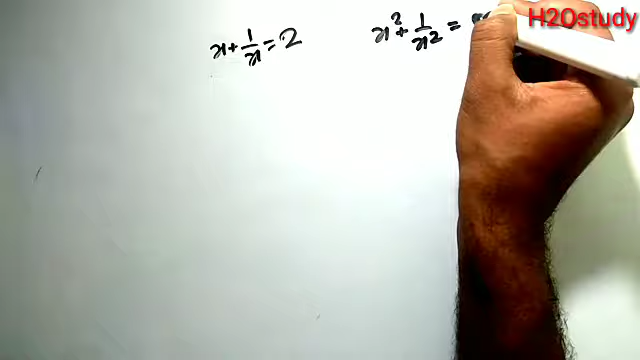 x + 1/x = 2
x² + 1/x² =
H2Ostudy